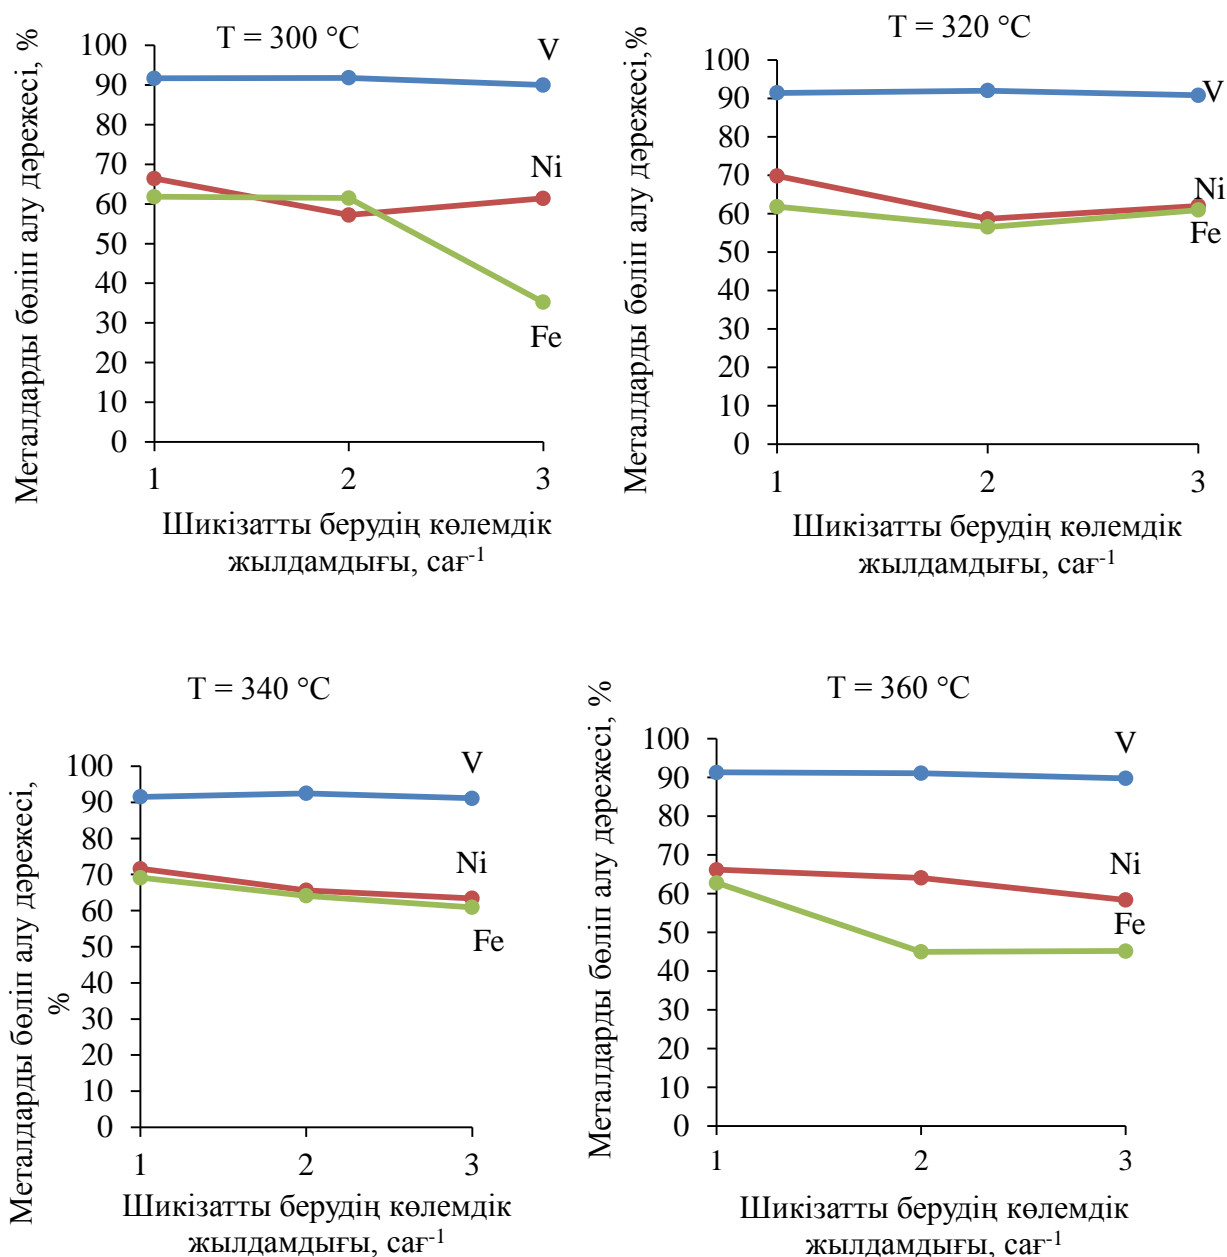 T = 300 °C
Металдарды бөліп алу дәрежесі, %
100
90
80
70
60
50
40
30
20
10
0
V
Ni
Fe
1
2
3
Шикізатты берудің көлемдік
жылдамдығы, сағ-1
T = 320 °C
Металдарды бөліп алу дәрежесі,%
100
90
80
70
60
50
40
30
20
10
0
V
Ni
Fe
1
2
3
Шикізатты берудің көлемдік
жылдамдығы, сағ-1
T = 340 °C
Металдарды бөліп алу дәрежесі,
%
100
90
80
70
60
50
40
30
20
10
0
V
Ni
Fe
1
2
3
Шикізатты берудің көлемдік
жылдамдығы, сағ-1
T = 360 °C
Металдарды бөліп алу дәрежесі, %
100
90
80
70
60
50
40
30
20
10
0
V
Ni
Fe
1
2
3
Шикізатты берудің көлемдік
жылдамдығы, сағ-1